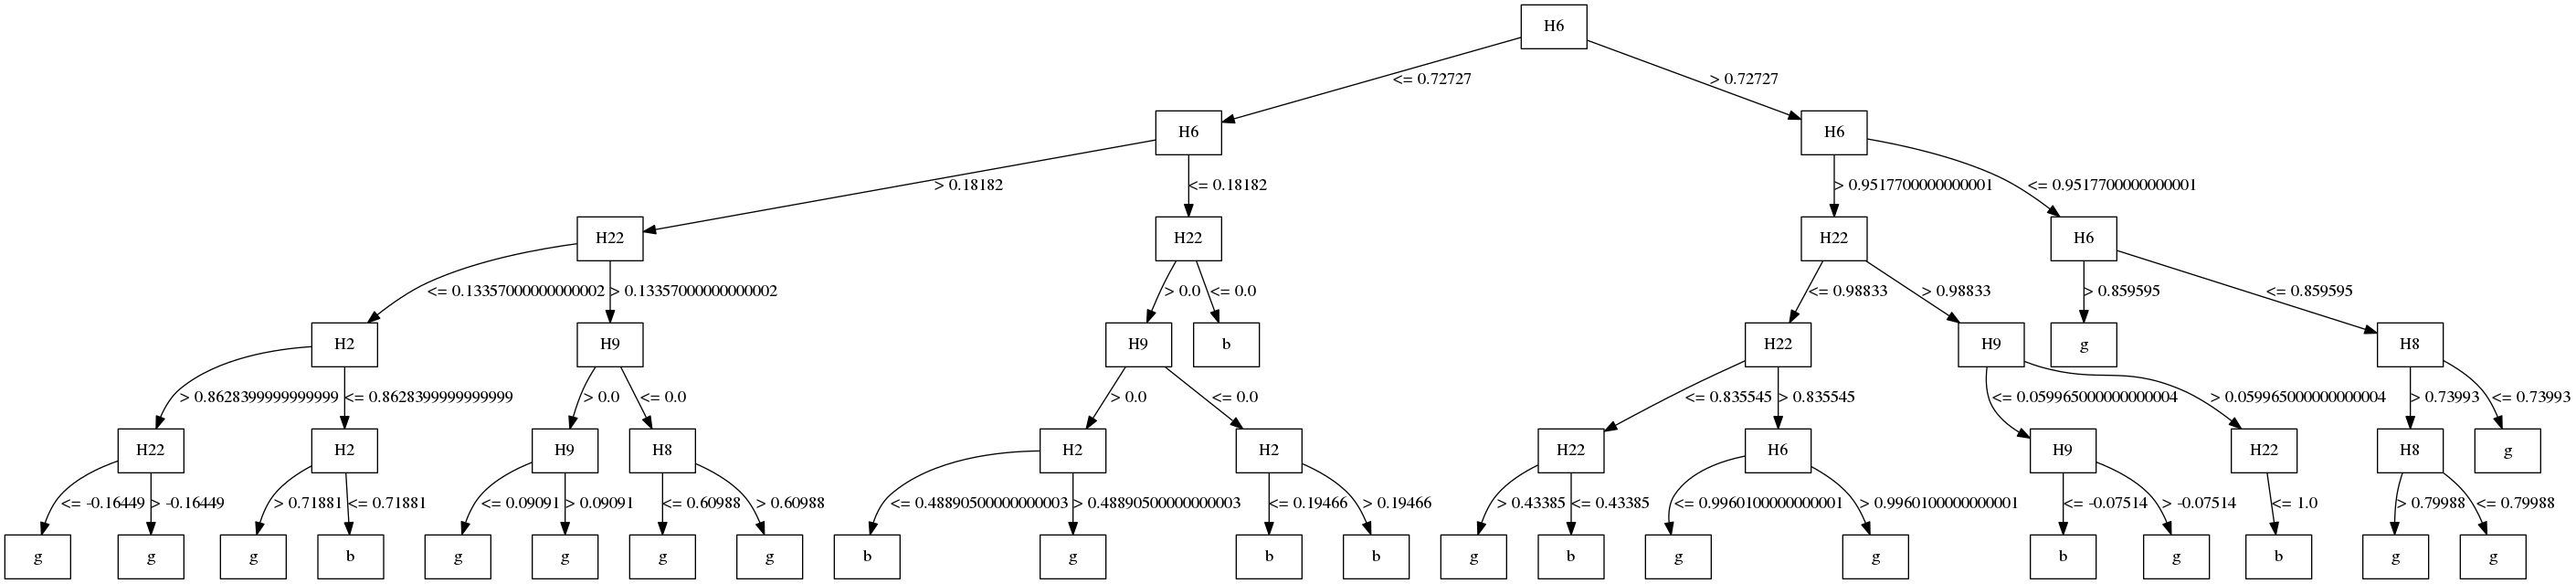 H6
<= 0.72727
> 0.72727
H6
H6
> 0.18182
<= 0.18182
> 0.9517700000000001
<= 0.9517700000000001
H22
H22
H22
H6
<= 0.13357000000000002
> 0.13357000000000002
> 0.0
<= 0.0
<= 0.98833
> 0.98833
> 0.859595
<= 0.859595
H2
H9
H9
b
H22
H9
g
H8
> 0.8628399999999999
<= 0.8628399999999999
> 0.0
<= 0.0
> 0.0
<= 0.0
<= 0.835545
> 0.835545
<= 0.059965000000000004
> 0.059965000000000004
> 0.73993
<= 0.73993
H22
H2
H9
H8
H2
H2
H22
H6
H9
H22
H8
g
<= -0.16449
> -0.16449
> 0.71881
<= 0.71881
<= 0.09091
> 0.09091
<= 0.60988
> 0.60988
<= 0.48890500000000003
> 0.48890500000000003
<= 0.19466
> 0.19466
> 0.43385
<= 0.43385
<= 0.9960100000000001
> 0.9960100000000001
<= -0.07514
> -0.07514
<= 1.0
> 0.79988
<= 0.79988
g
g
g
b
g
g
g
g
b
g
b
b
g
b
g
g
b
g
b
g
g